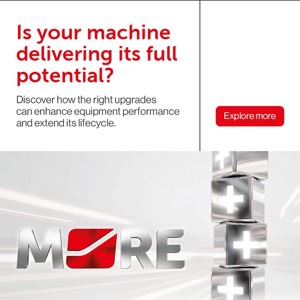 Is your machine
delivering its full
potential?
Discover how the right upgrades
can enhance equipment performance
and extend its lifecycle.
Explore more
MORE